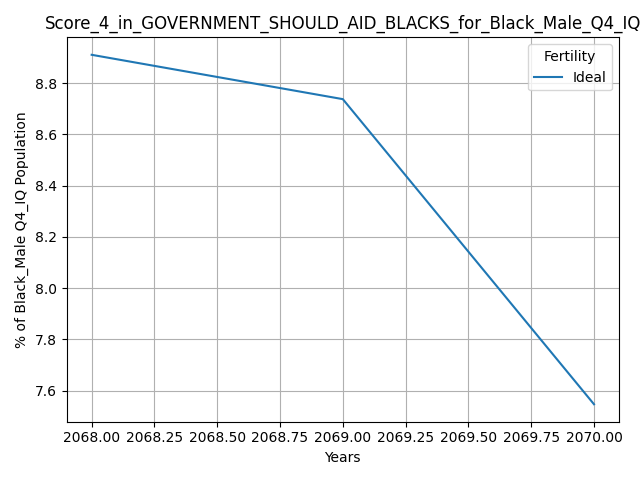 Score_4_in_GOVERNMENT_SHOULD_AID_BLACKS_for_Black_Male_Q4_IQ
Fertility
Ideal
% of Black_Male Q4_IQ Population
8.8
8.6
8.4
8.2
8.0
7.8
7.6
2068.00 2068.25 2068.50 2068.75 2069.00 2069.25 2069.50 2069.75 2070.00
Years